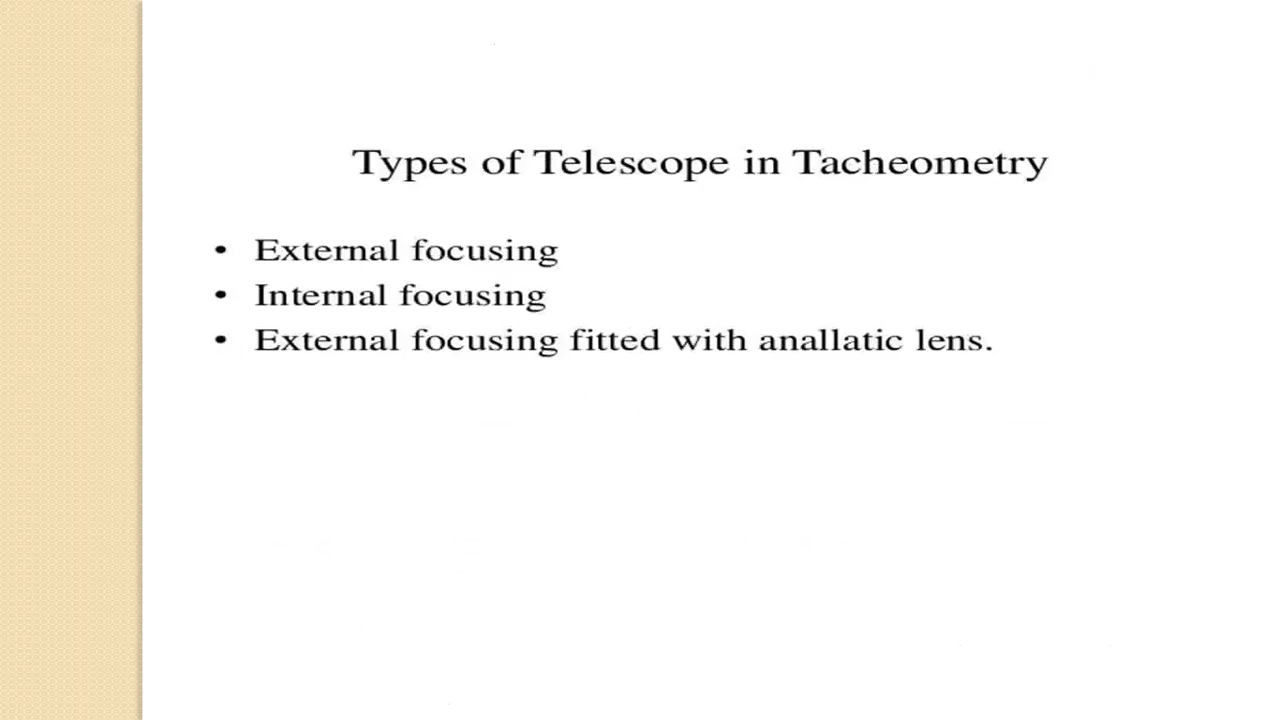 Types of Telescope in Tacheometry
• External focusing
• Internal focusing
• External focusing fitted with anallatic lens.